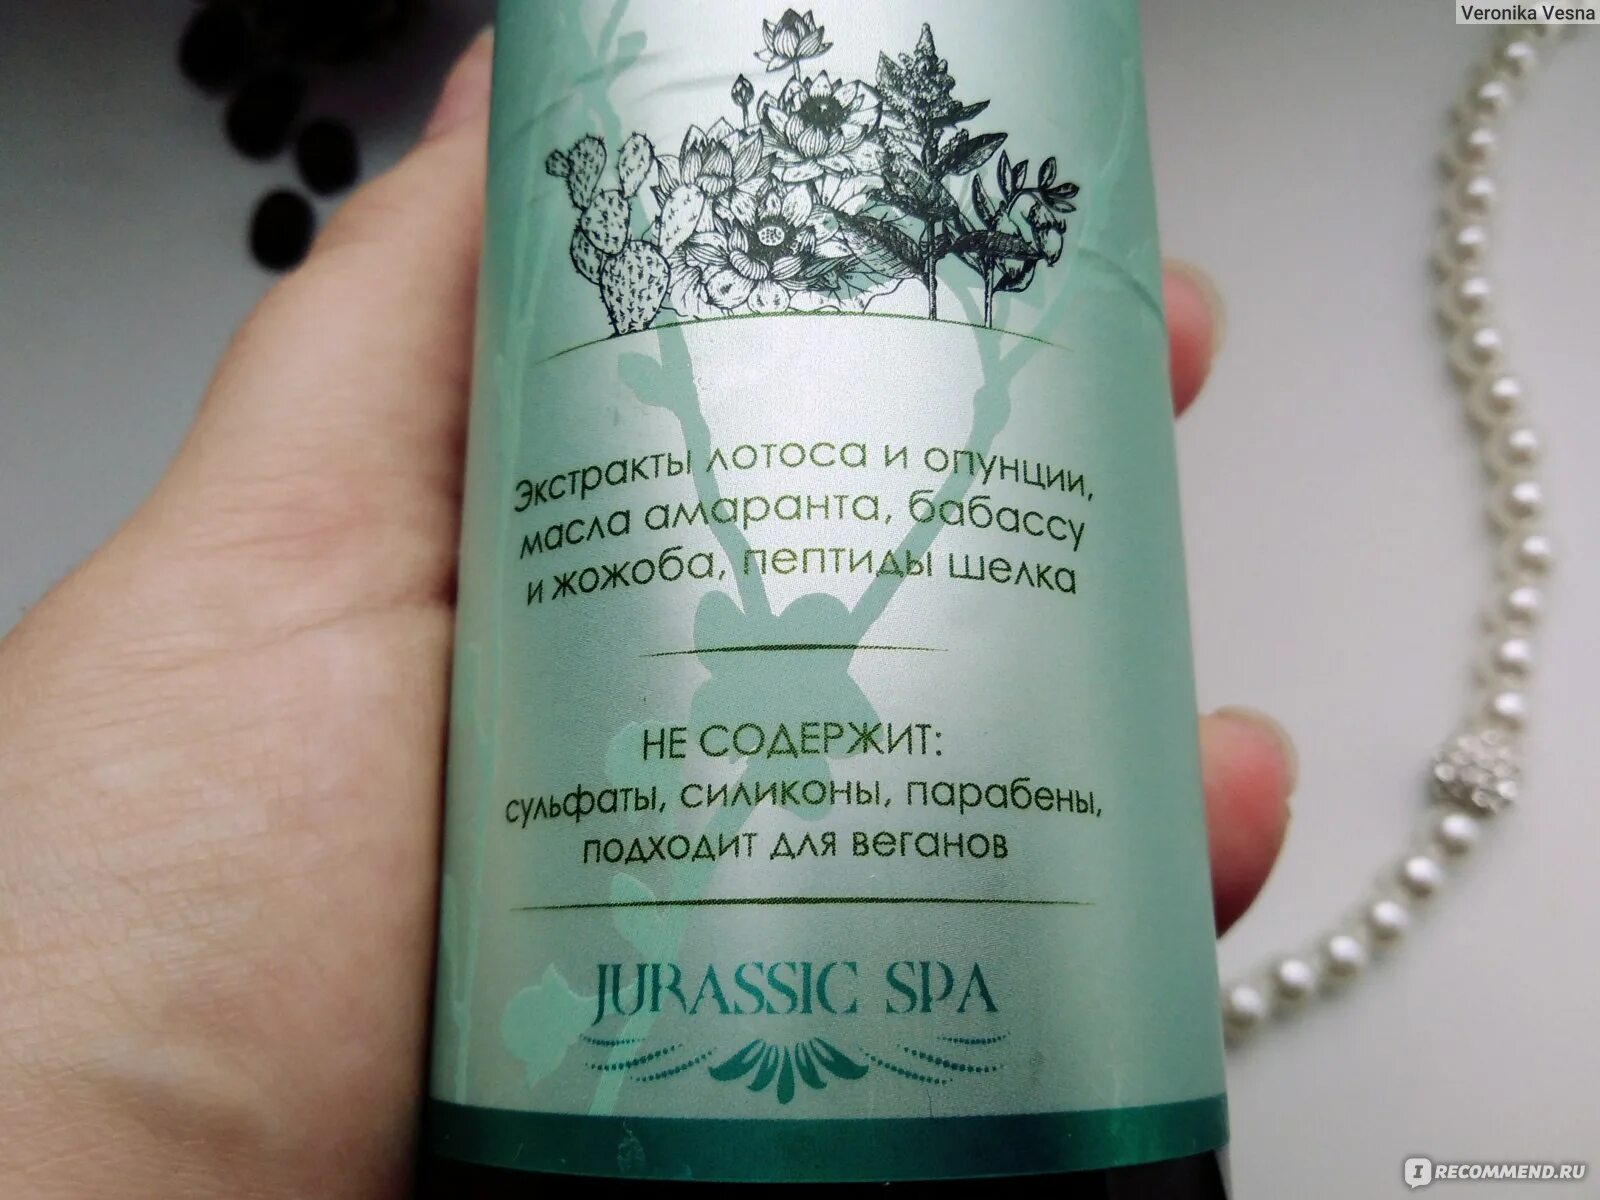 Veronika Vesna
Экстракты лотоса и опунции,
масла амаранта, бабассу
и жожоба, пептиды шелка
НЕ СОДЕРЖИТ:
сульфаты, силиконы, парабены,
подходит для веганов
JURASSIC SPA
IRECOMMEND.RU